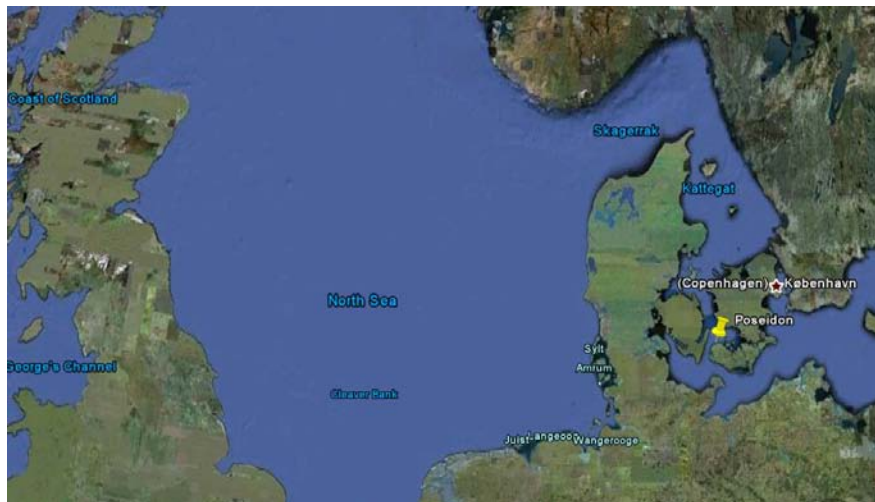 Coast of Scotland
Skagerrak
Kattegat
(Copenhagen) København
North Sea
Poseidon
Sylt
George's Channel
Amrum
Cleaver Bank
Juist Langeoog Wangerooge